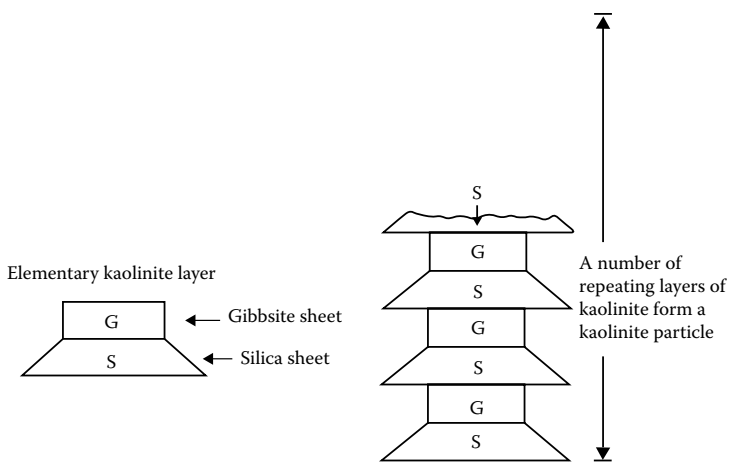 Elementary kaolinite layer
G
Gibbsite sheet
S
Silica sheet
S
G
S
G
S
G
S
A number of
repeating layers of
kaolinite form a
kaolinite particle